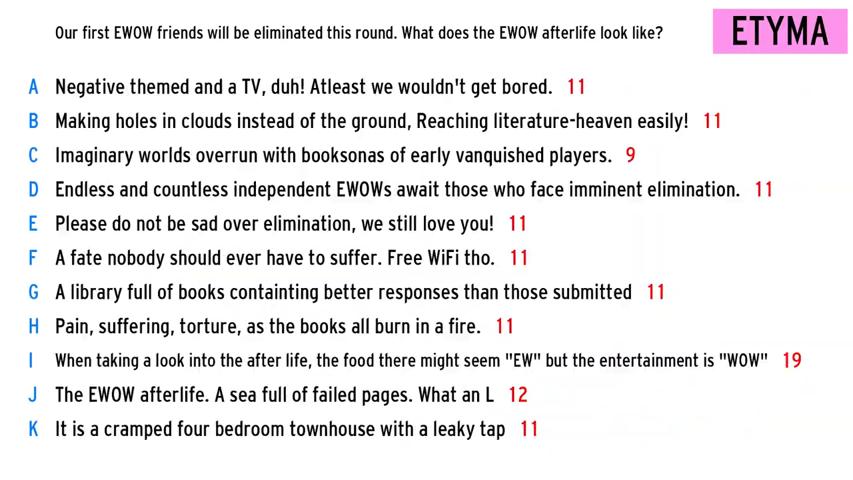 Our first EWOW friends will be eliminated this round. What does the EWOW afterlife look like?
ETYMA
A Negative themed and a TV, duh! Atleast we wouldn't get bored. 11
B Making holes in clouds instead of the ground, Reaching literature-heaven easily! 11
C Imaginary worlds overrun with booksonas of early vanquished players. 9
D Endless and countless independent EWOWs await those who face imminent elimination. 11
E Please do not be sad over elimination, we still love you! 11
F A fate nobody should ever have to suffer. Free WiFi tho. 11
G A library full of books containting better responses than those submitted 11
H Pain, suffering, torture, as the books all burn in a fire. 11
I When taking a look into the after life, the food there might seem "EW" but the entertainment is "WOW" 19
J The EWOW afterlife. A sea full of failed pages. What an L 12
K It is a cramped four bedroom townhouse with a leaky tap 11